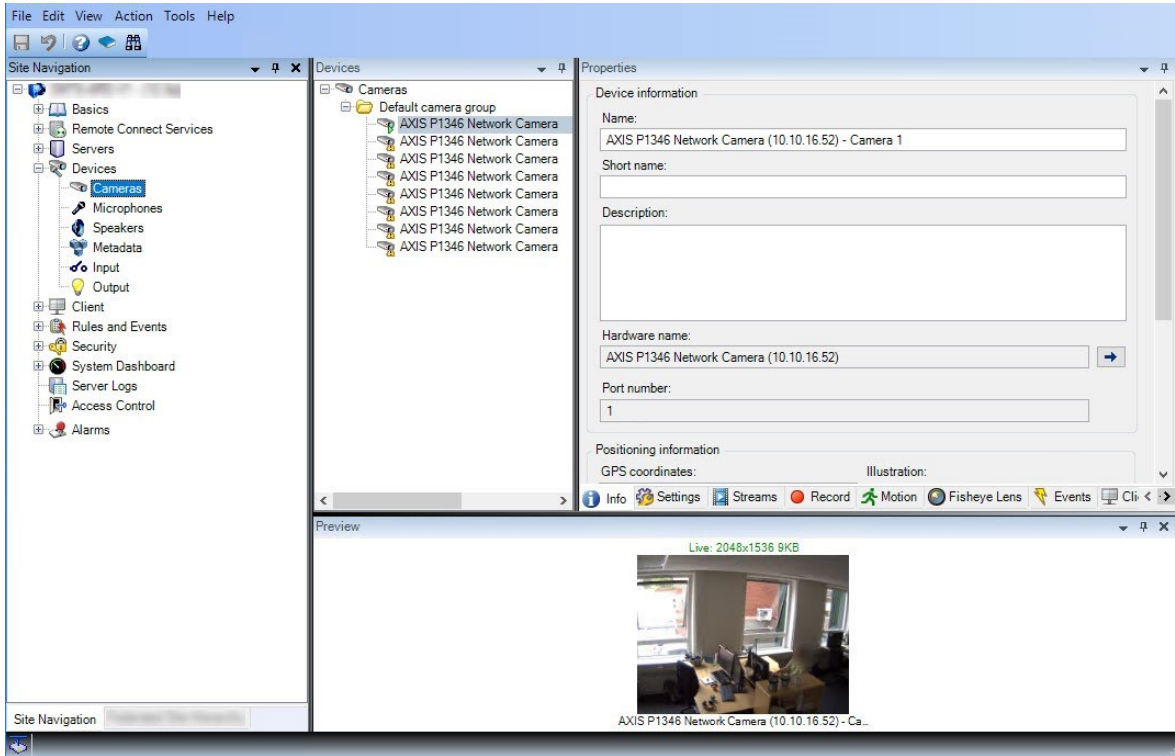 File Edit View Action Tools Help
Site Navigation
Basics
Remote Connect Services
Servers
Devices
Cameras
Microphones
Speakers
Metadata
Input
Output
Client
Rules and Events
Security
System Dashboard
Server Logs
Access Control
Alarms
Site Navigation
Devices
Cameras
Default camera group
AXIS P1346 Network Camera
AXIS P1346 Network Camera
AXIS P1346 Network Camera
AXIS P1346 Network Camera
AXIS P1346 Network Camera
AXIS P1346 Network Camera
AXIS P1346 Network Camera
AXIS P1346 Network Camera
Properties
Device information
Name:
AXIS P1346 Network Camera (10.10.16.52) - Camera 1
Short name:
Description:
Hardware name:
AXIS P1346 Network Camera (10.10.16.52)
Port number:
1
Positioning information
GPS coordinates: Illustration:
Info Settings Streams Record Motion Fisheye Lens Events Cli
Preview
Live: 2048x1536 9KB
AXIS P1346 Network Camera (10.10.16.52) - Ca...